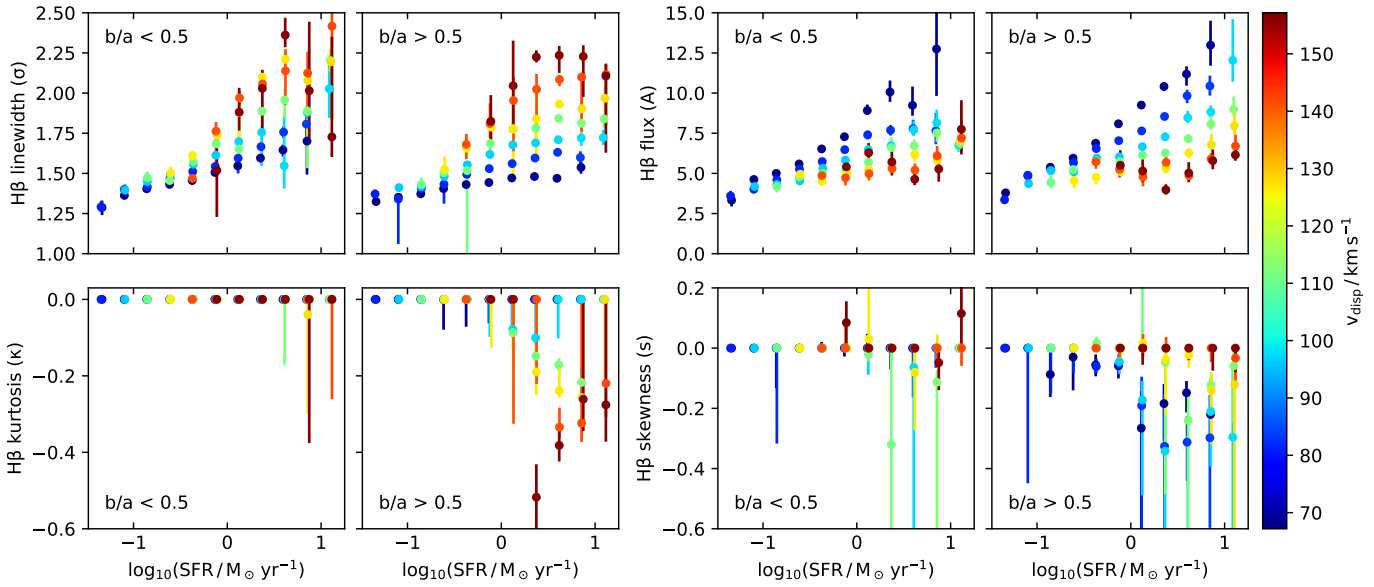 2.50
2.25
2.00
1.75
1.50
1.25
1.00
Hβ linewidth (σ)
b/a < 0.5
b/a > 0.5
15.0
12.5
10.0
7.5
5.0
2.5
0.0
Hβ flux (A)
b/a < 0.5
b/a > 0.5
0.0
−0.2
−0.4
−0.6
Hβ kurtosis (κ)
b/a < 0.5
b/a > 0.5
0.2
0.0
−0.2
−0.4
−0.6
Hβ skewness (s)
b/a < 0.5
b/a > 0.5
−1 0 1
−1 0 1
−1 0 1
−1 0 1
log₁₀(SFR / M⊙ yr⁻¹)
log₁₀(SFR / M⊙ yr⁻¹)
log₁₀(SFR / M⊙ yr⁻¹)
log₁₀(SFR / M⊙ yr⁻¹)
150
140
130
120
110
100
90
80
70
v_disp / km s⁻¹